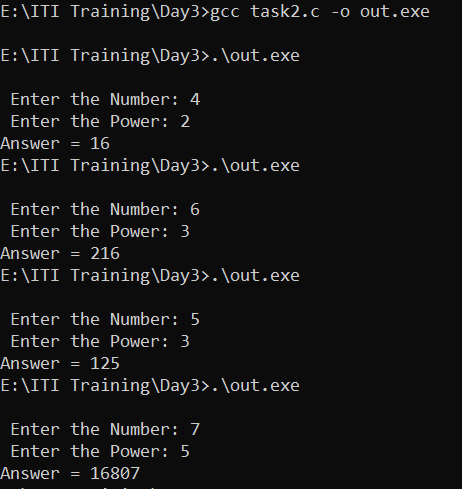 E:\ITI Training\Day3>gcc task2.c -o out.exe
E:\ITI Training\Day3>.\out.exe
Enter the Number: 4
Enter the Power: 2
Answer = 16
E:\ITI Training\Day3>.\out.exe
Enter the Number: 6
Enter the Power: 3
Answer = 216
E:\ITI Training\Day3>.\out.exe
Enter the Number: 5
Enter the Power: 3
Answer = 125
E:\ITI Training\Day3>.\out.exe
Enter the Number: 7
Enter the Power: 5
Answer = 16807